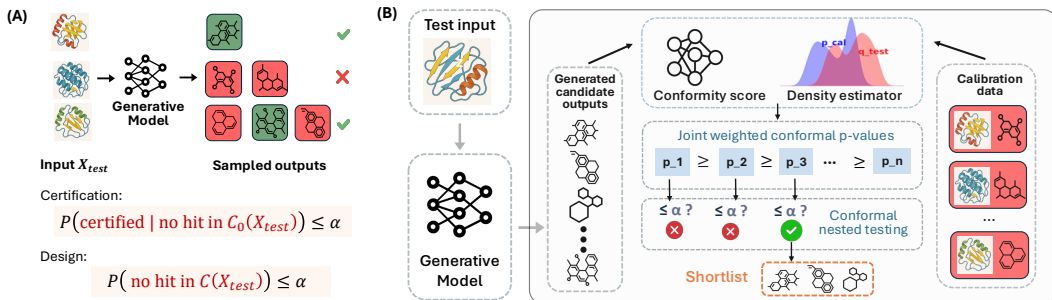 (A)
Generative
Model
Input X_test
Sampled outputs
Certification:
P(certified | no hit in C₀(X_test)) ≤ α
Design:
P( no hit in C(X_test)) ≤ α
(B)
Test input
Generative Model
Generated
candidate
outputs
p_cal
q_test
Conformity score
Density estimator
Joint weighted conformal p-values
p_1 ≥ p_2 ≥ p_3 ... ≥ p_n
≤ α ? ≤ α ? ≤ α ?
Conformal
nested testing
Shortlist
Calibration
data
...